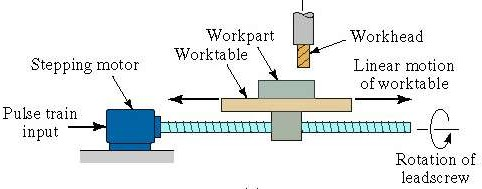 Workpart
Worktable
Workhead
Stepping motor
Linear motion
of worktable
Pulse train
input
Rotation of
leadscrew